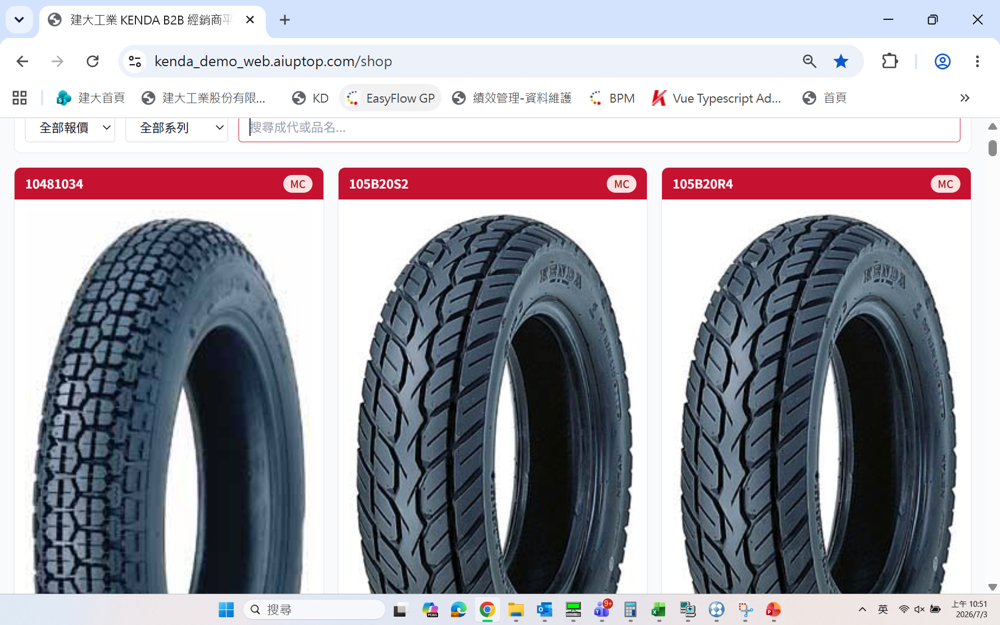 建大工業 KENDA B2B 經銷商平
kenda_demo_web.aiuptop.com/shop
建大首頁
建大工業股份有限...
KD
EasyFlow GP
績效管理-資料維護
BPM
Vue Typescript Ad...
首頁
全部報價
全部系列
搜尋成代或品名...
10481034 MC
105B20S2 MC
105B20R4 MC
KENDA
KENDA
搜尋
M365
9+
英
上午 10:51
2026/7/3